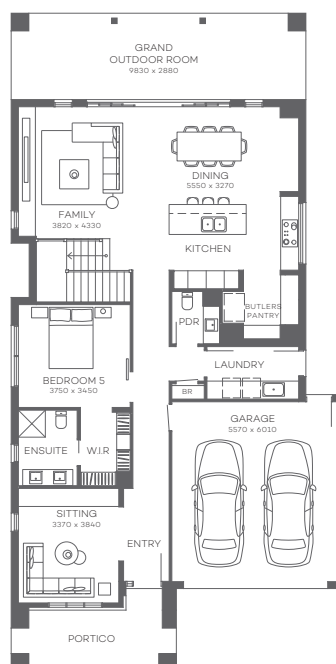 GRAND
OUTDOOR ROOM
9830 x 2880
DINING
5550 x 3270
FAMILY
3820 x 4330
KITCHEN
BUTLERS
PANTRY
PDR
LAUNDRY
BEDROOM 5
3750 x 3450
BR
GARAGE
5570 x 6010
ENSUITE
W.I.R
SITTING
3370 x 3840
ENTRY
PORTICO